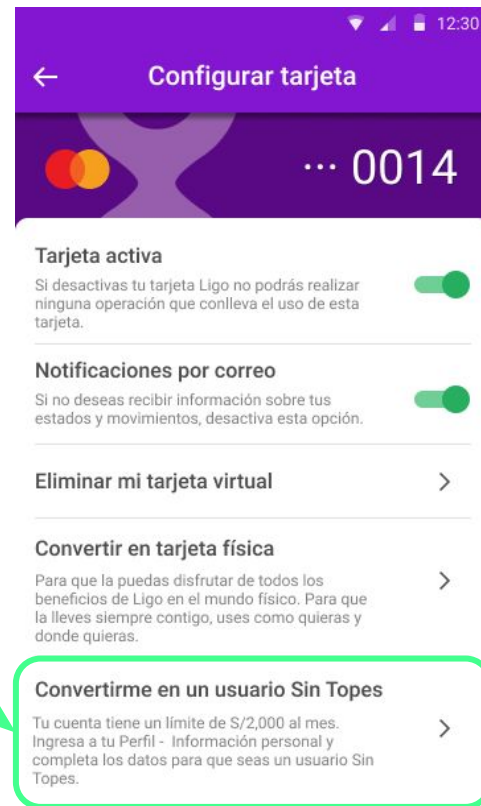 12:30
Configurar tarjeta
··· 0014
Tarjeta activa
Si desactivas tu tarjeta Ligo no podrás realizar
ninguna operación que conlleva el uso de esta
tarjeta.
Notificaciones por correo
Si no deseas recibir información sobre tus
estados y movimientos, desactiva esta opción.
Eliminar mi tarjeta virtual
Convertir en tarjeta física
Para que la puedas disfrutar de todos los
beneficios de Ligo en el mundo físico. Para que
la lleves siempre contigo, uses como quieras y
donde quieras.
Convertirme en un usuario Sin Topes
Tu cuenta tiene un límite de S/2,000 al mes.
Ingresa a tu Perfil - Información personal y
completa los datos para que seas un usuario Sin
Topes.